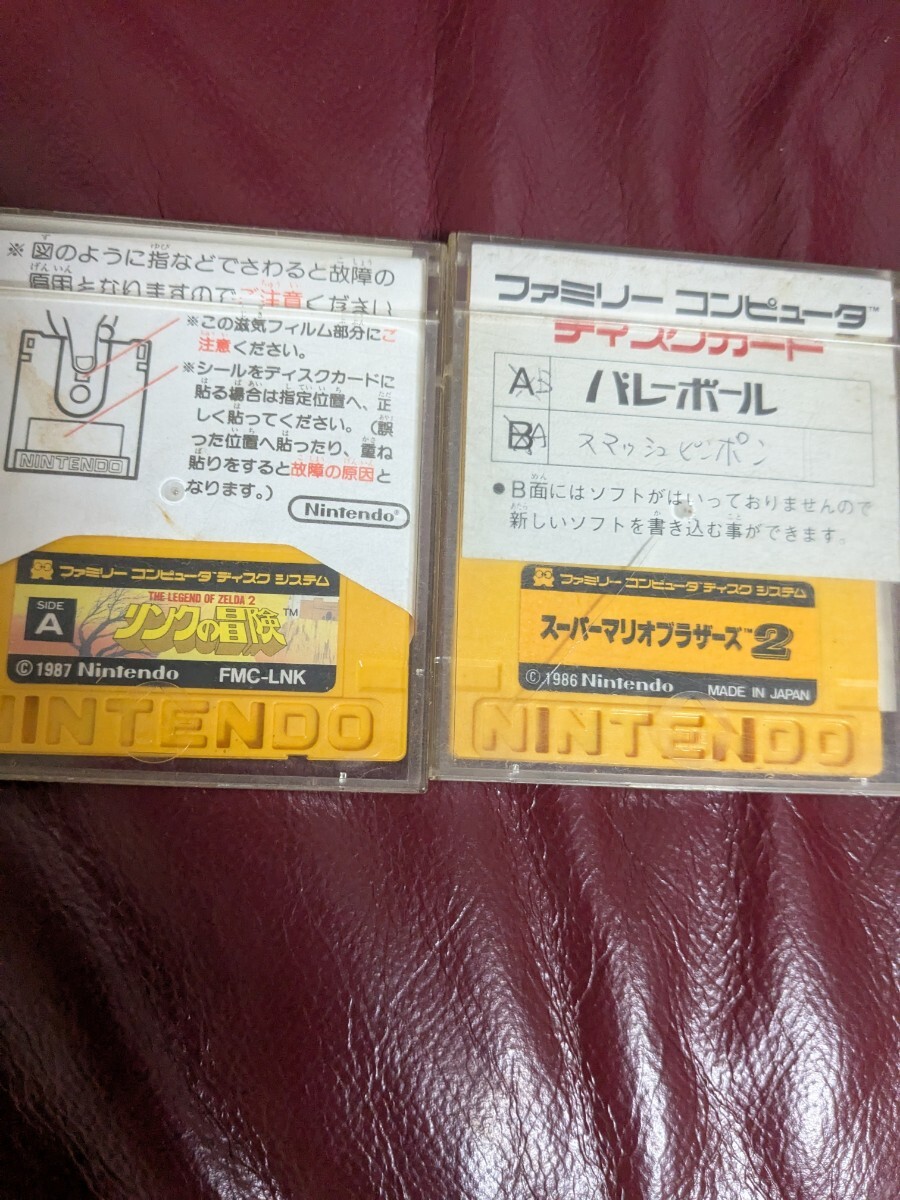 ※図のように指などでさわると故障の
原因となりますのでご注意ください
※この滋気フィルム部分にご
注意ください。
※シールをディスクカードに
貼る場合は指定位置へ、正
しく貼ってください。(誤
った位置へ貼ったり、重ね
貼りをすると故障の原因と
なります。)
NINTENDO
Nintendo®
ファミリー コンピュータ ディスク システム
SIDE
A
THE LEGEND OF ZELDA 2
リンクの冒険™
©1987 Nintendo FMC-LNK
NINTENDO
ファミリー コンピュータ™
ディスクカード
A B バレーボール
B A スマッシュピンポン
●B面にはソフトがはいっておりませんので
新しいソフトを書き込む事ができます。
ファミリー コンピュータ ディスク システム
スーパーマリオブラザーズ™2
©1986 Nintendo MADE IN JAPAN
NINTENDO